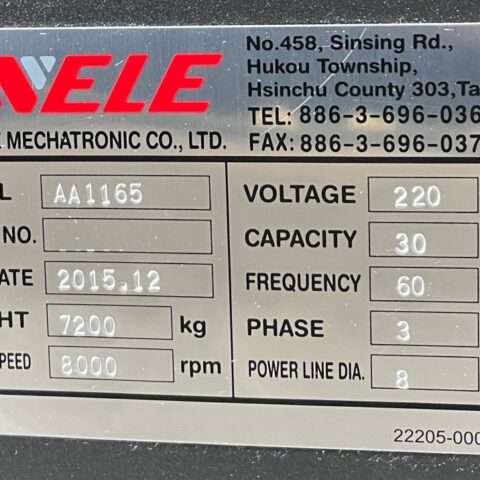 NELE
MECHATRONIC CO., LTD.
No.458, Sinsing Rd.,
Hukou Township,
Hsinchu County 303,Ta
TEL: 886-3-696-036
FAX: 886-3-696-037
L AA1165
NO.
ATE 2015.12
HT 7200 kg
PEED 8000 rpm
VOLTAGE 220
CAPACITY 30
FREQUENCY 60
PHASE 3
POWER LINE DIA. 8
22205-000